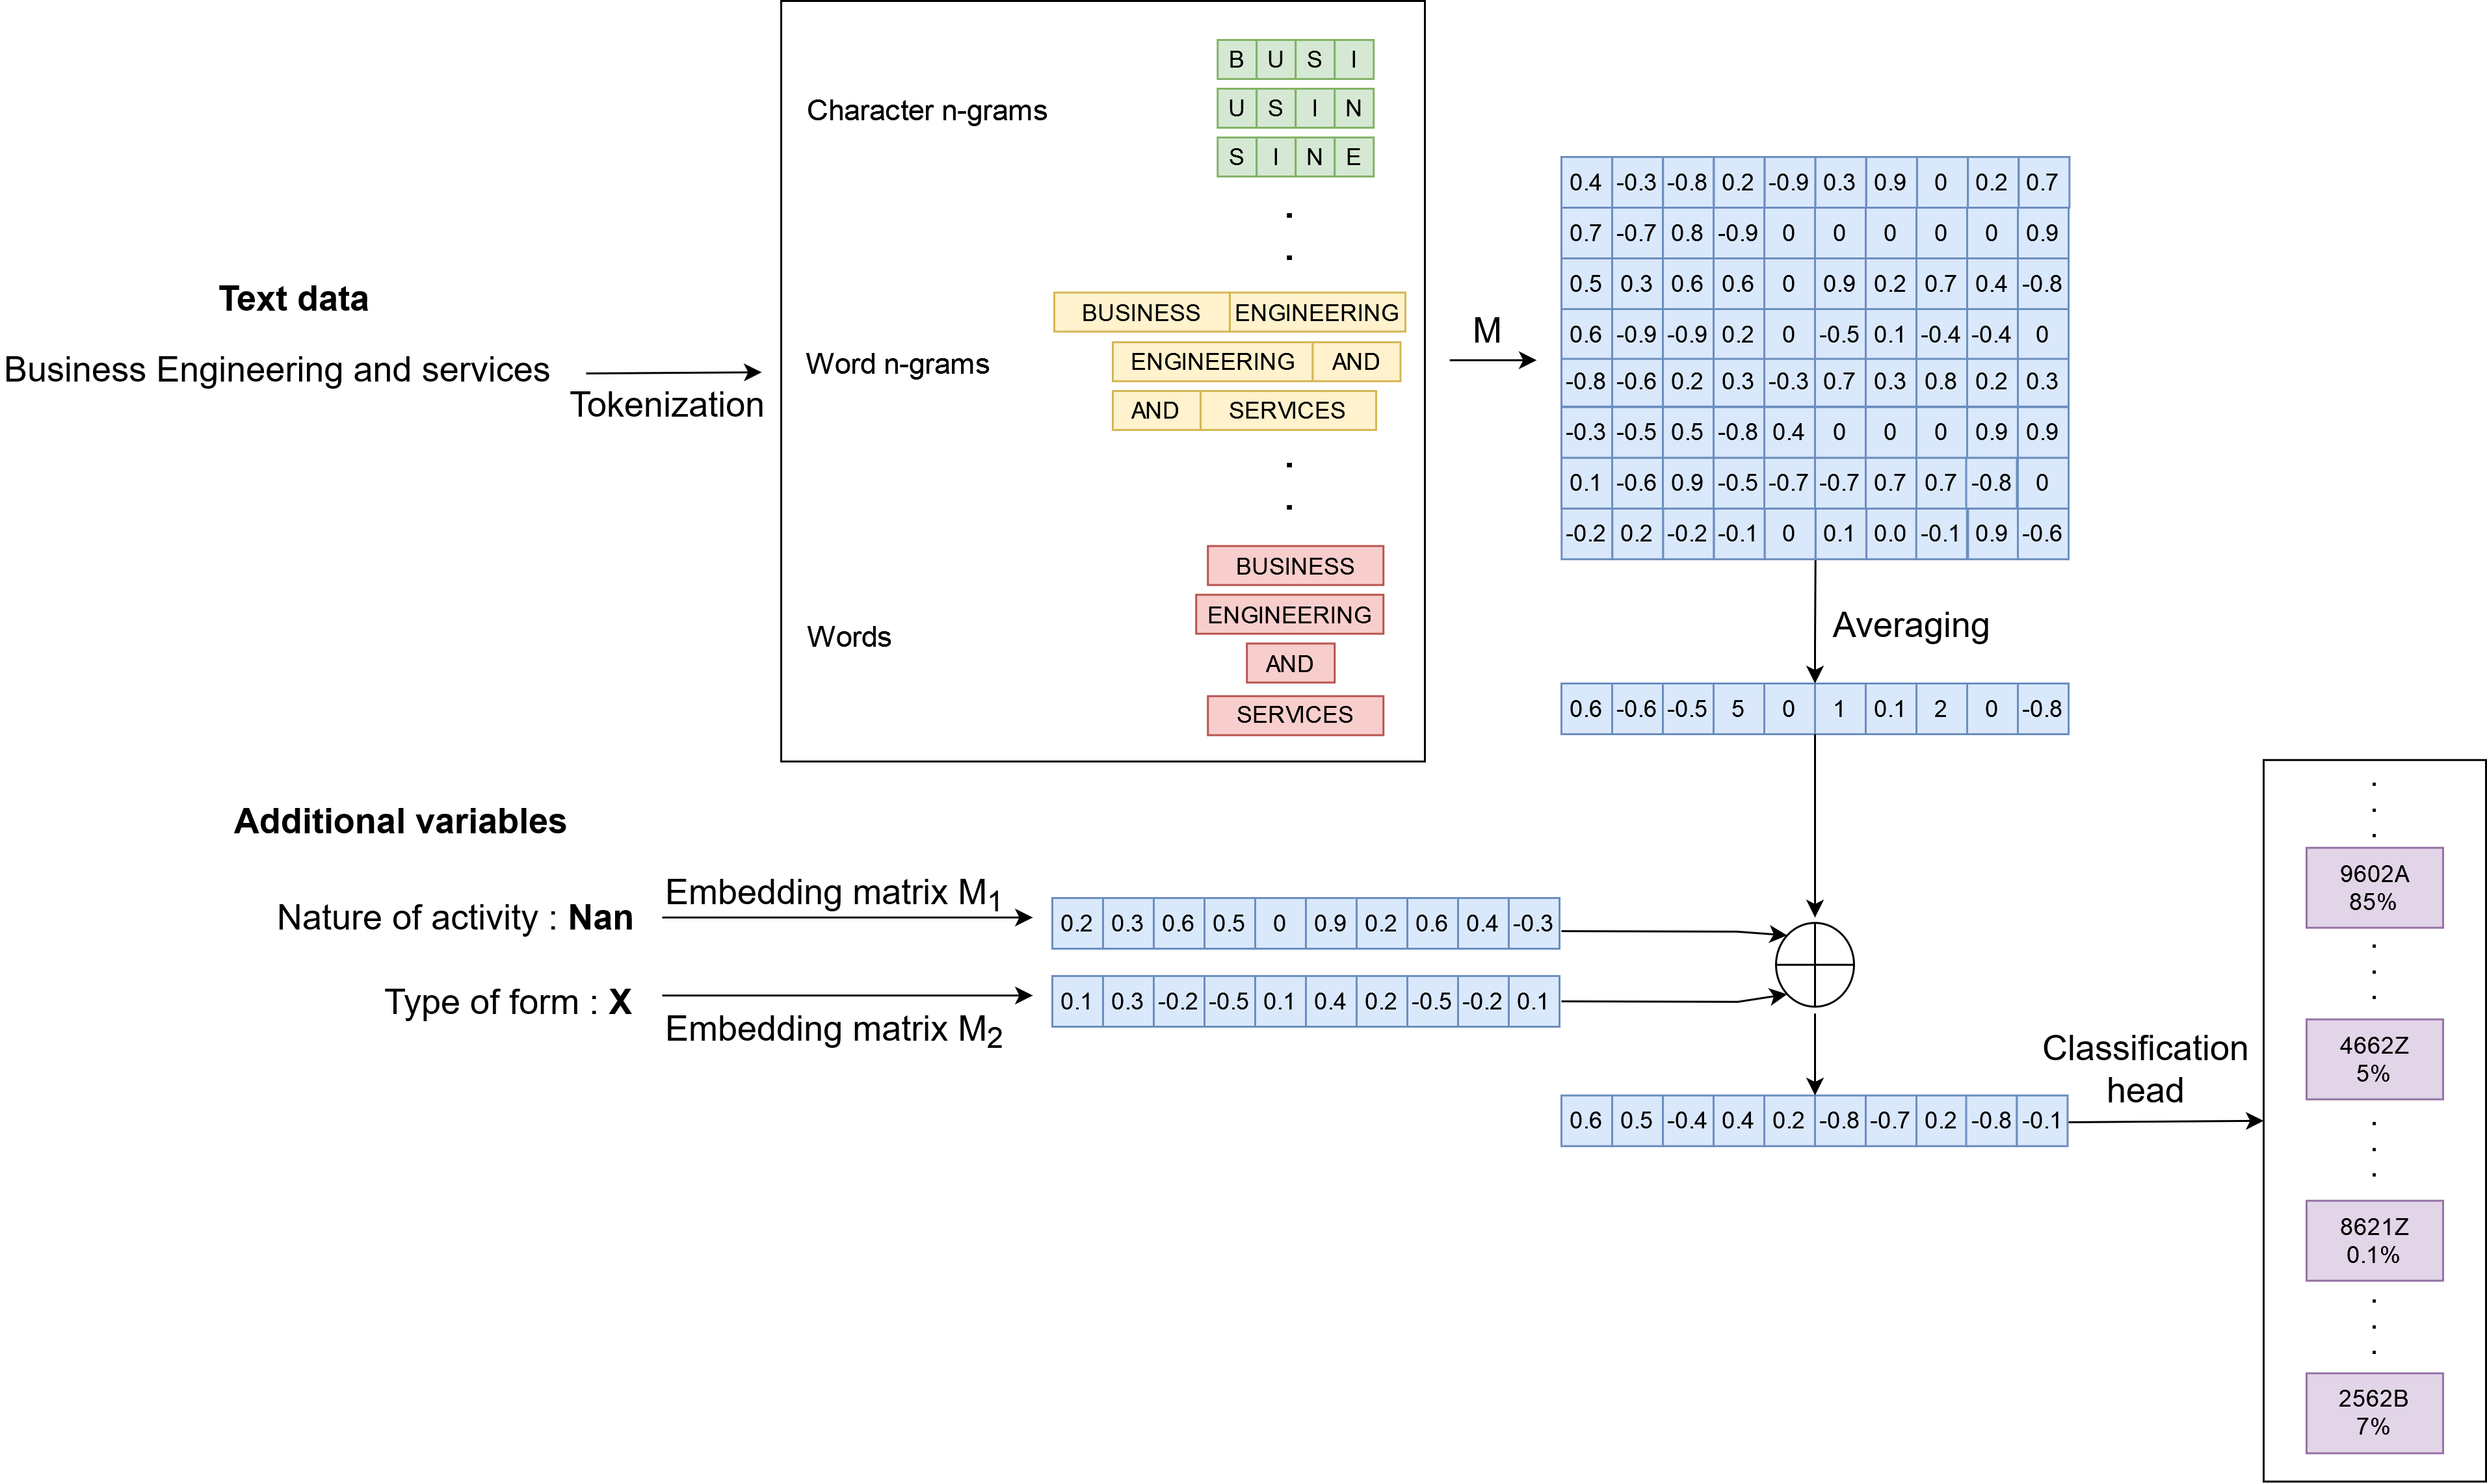 Text data
Business Engineering and services
Tokenization
Character n-grams
B U S I
U S I N
S I N E
.
.
Word n-grams
BUSINESS ENGINEERING
ENGINEERING AND
AND SERVICES
.
.
Words
BUSINESS
ENGINEERING
AND
SERVICES
M
0.4 -0.3 -0.8 0.2 -0.9 0.3 0.9 0 0.2 0.7
0.7 -0.7 0.8 -0.9 0 0 0 0 0 0.9
0.5 0.3 0.6 0.6 0 0.9 0.2 0.7 0.4 -0.8
0.6 -0.9 -0.9 0.2 0 -0.5 0.1 -0.4 -0.4 0
-0.8 -0.6 0.2 0.3 -0.3 0.7 0.3 0.8 0.2 0.3
-0.3 -0.5 0.5 -0.8 0.4 0 0 0 0.9 0.9
0.1 -0.6 0.9 -0.5 -0.7 -0.7 0.7 0.7 -0.8 0
-0.2 0.2 -0.2 -0.1 0 0.1 0.0 -0.1 0.9 -0.6
Averaging
0.6 -0.6 -0.5 5 0 1 0.1 2 0 -0.8
Additional variables
Nature of activity : Nan
Embedding matrix M1
0.2 0.3 0.6 0.5 0 0.9 0.2 0.6 0.4 -0.3
Type of form : X
Embedding matrix M2
0.1 0.3 -0.2 -0.5 0.1 0.4 0.2 -0.5 -0.2 0.1
0.6 0.5 -0.4 0.4 0.2 -0.8 -0.7 0.2 -0.8 -0.1
Classification
head
.
.
.
9602A
85%
.
.
.
4662Z
5%
.
.
.
8621Z
0.1%
.
.
.
2562B
7%